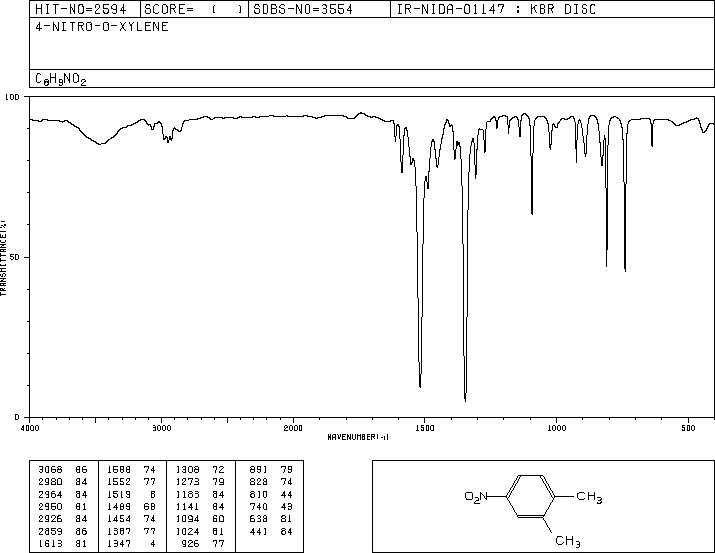 HIT-NO=2594 SCORE= ( ) SDBS-NO=3554 IR-NIDA-01147 : KBR DISC
4-NITRO-O-XYLENE
C8H9NO2
100
50
0
TRANSMITTANCE(%)
4000 3000 2000 1500 1000 500
WAVENUMBER(-1)
3068 86 1588 74 1308 72 891 79
2980 84 1552 77 1273 79 828 74
2964 84 1519 8 84 810 44
2950 81 1489 68 1141 84 740 43
2926 84 1454 74 1094 60 638 81
2859 86 1387 77 1024 81 441 84
1613 81 1347 4 926 77
O2N
CH3
CH3